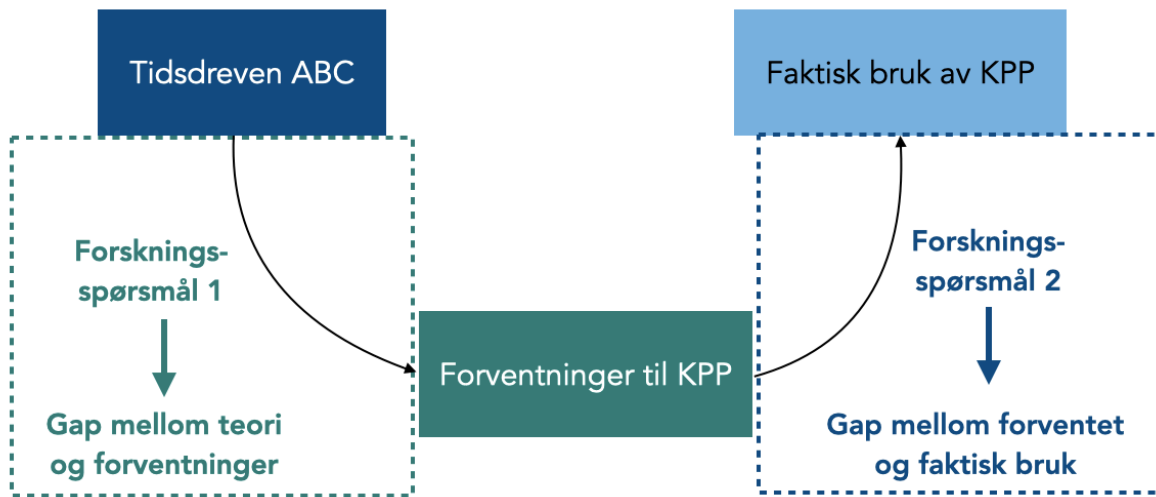 Tidsdreven ABC
Faktisk bruk av KPP
Forsknings-
spørsmål 1
Forsknings-
spørsmål 2
Forventninger til KPP
Gap mellom teori
og forventninger
Gap mellom forventet
og faktisk bruk